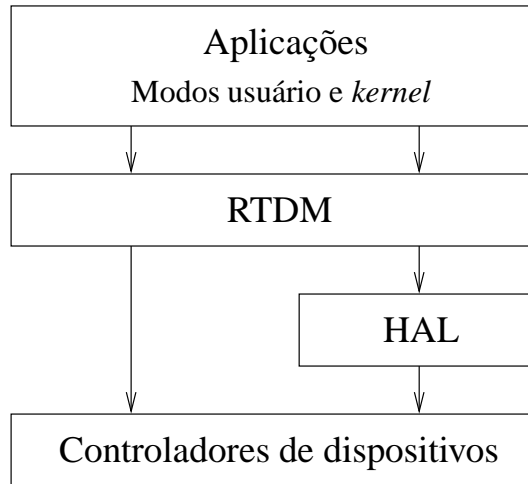 Aplicações
Modos usuário e kernel
RTDM
HAL
Controladores de dispositivos